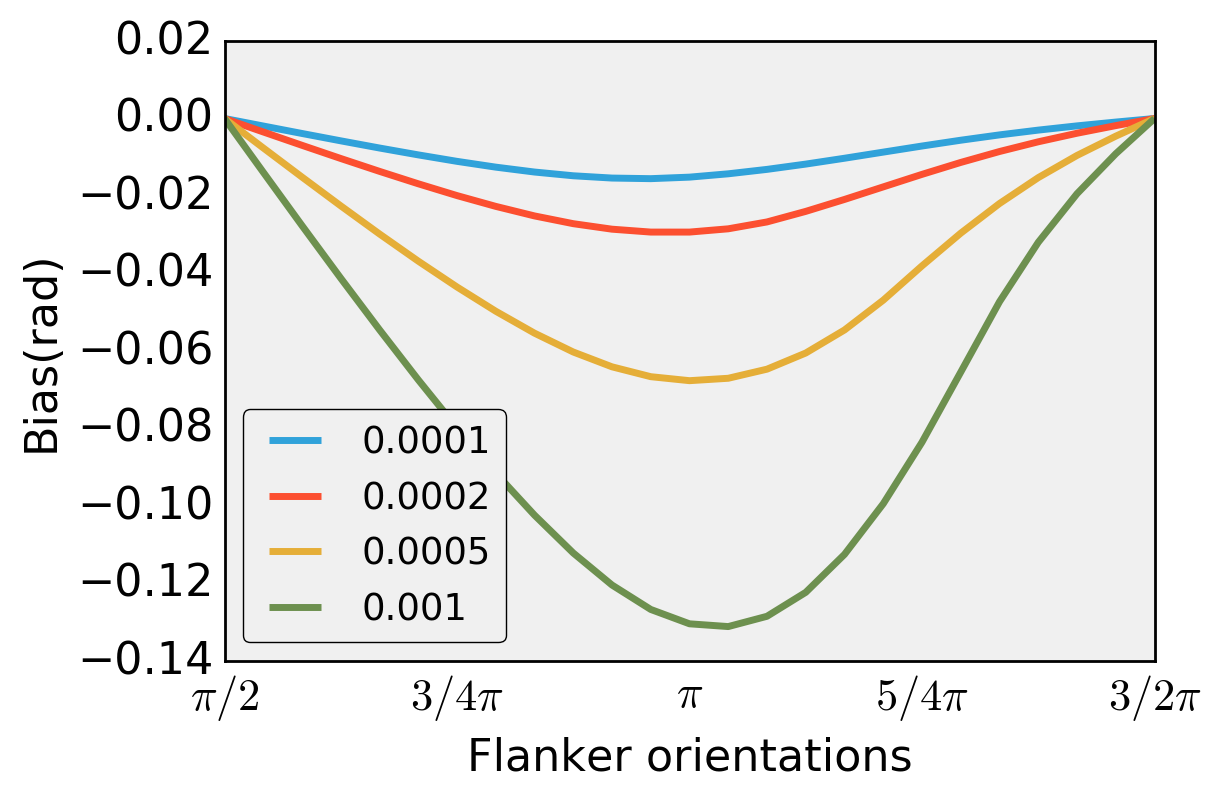 0.02
0.00
−0.02
−0.04
−0.06
−0.08
−0.10
−0.12
−0.14
Bias(rad)
0.0001
0.0002
0.0005
0.001
π/2
3/4π
π
5/4π
3/2π
Flanker orientations